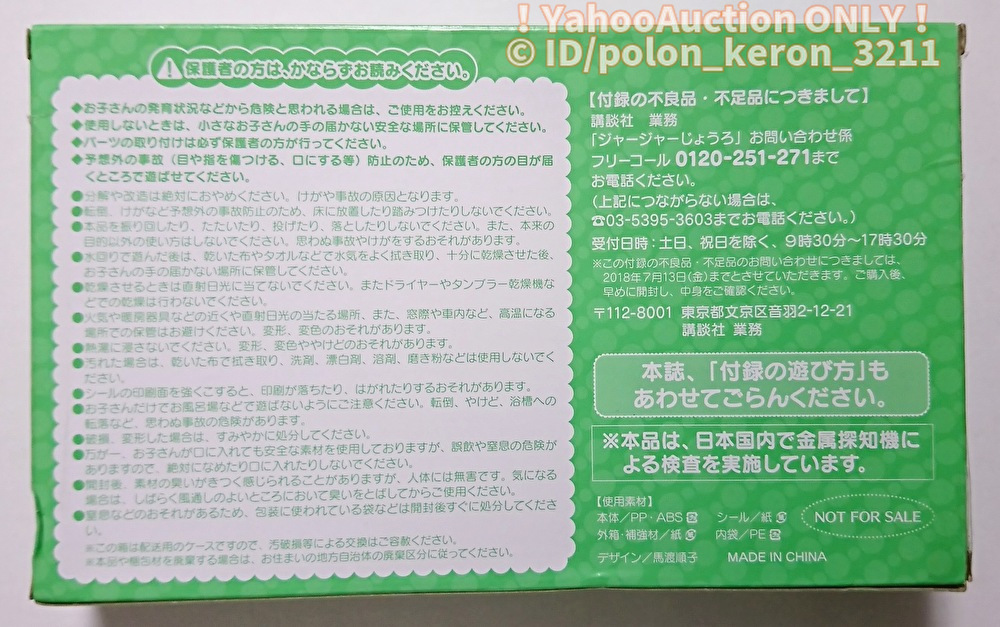 ！YahooAuction ONLY！
© ID/polon_keron_3211
保護者の方は、かならずお読みください。
◆お子さんの発育状況などから危険と思われる場合は、ご使用をお控えください。
◆使用しないときは、小さなお子さんの手の届かない安全な場所に保管してください。
◆パーツの取り付けは必ず保護者の方が行ってください。
◆予想外の事故（目や指を傷つける、口にする等）防止のため、保護者の方の目が届
くところで遊ばせてください。
●分解や改造は絶対におやめください。けがや事故の原因となります。
●転倒、けがなど予想外の事故防止のため、床に放置したり踏みつけたりしないでください。
●本品を振り回したり、たたいたり、投げたり、落としたりしないでください。また、本来の
目的以外の使い方はしないでください。思わぬ事故やけがをするおそれがあります。
●水回りで遊んだ後は、乾いた布やタオルなどで水気をよく拭き取り、十分に乾燥させた後、
お子さんの手の届かない場所に保管してください。
●乾燥させるときは直射日光に当てないでください。またドライヤーやタンブラー乾燥機な
どでの乾燥は行わないでください。
●火気や暖房器具などの近くや直射日光の当たる場所、また、窓際や車内など、高温になる
場所での保管はお避けください。変形、変色のおそれがあります。
●熱湯に浸さないでください。変形、変色ややけどのおそれがあります。
●汚れた場合は、乾いた布で拭き取り、洗剤、漂白剤、溶剤、磨き粉などは使用しないでく
ださい。
●シールの印刷面を強くこすると、印刷が落ちたり、はがれたりするおそれがあります。
●お子さんだけでお風呂場などで遊ばないようにご注意ください。転倒、やけど、浴槽への
転落など、思わぬ事故の危険があります。
●破損、変形した場合は、すみやかに処分してください。
●万が一、お子さんが口に入れても安全な素材を使用しておりますが、誤飲や窒息の危険が
ありますので、絶対になめたり口に入れたりしないでください。
●開封後、素材の臭いがきつく感じられることがありますが、人体には無害です。気になる
場合は、しばらく風通しのよいところにおいて臭いをとばしてからご使用ください。
●窒息などのおそれがあるため、包装に使われている袋などは開封後すぐに処分してくださ
い。
※この箱は配送用のケースですので、汚破損等による交換はご容赦ください。
※本品や梱包材を廃棄する場合は、お住まいの地方自治体の廃棄区分に従ってください。
【付録の不良品・不足品につきまして】
講談社　業務
「ジャージャーじょうろ」お問い合わせ係
フリーコール 0120-251-271まで
お電話ください。
（上記につながらない場合は、
☎03-5395-3603までお電話ください。）
受付日時：土日、祝日を除く、9時30分〜17時30分
※この付録の不良品・不足品のお問い合わせにつきましては、
2018年7月13日(金)までとさせていただきます。ご購入後、
早めに開封し、中身をご確認ください。
〒112-8001　東京都文京区音羽2-12-21
講談社　業務
本誌、「付録の遊び方」も
あわせてごらんください。
※本品は、日本国内で金属探知機に
よる検査を実施しています。
【使用素材】
本体／PP・ABS　シール／紙
外箱・補強材／紙　内袋／PE
NOT FOR SALE
デザイン／馬渡順子　MADE IN CHINA